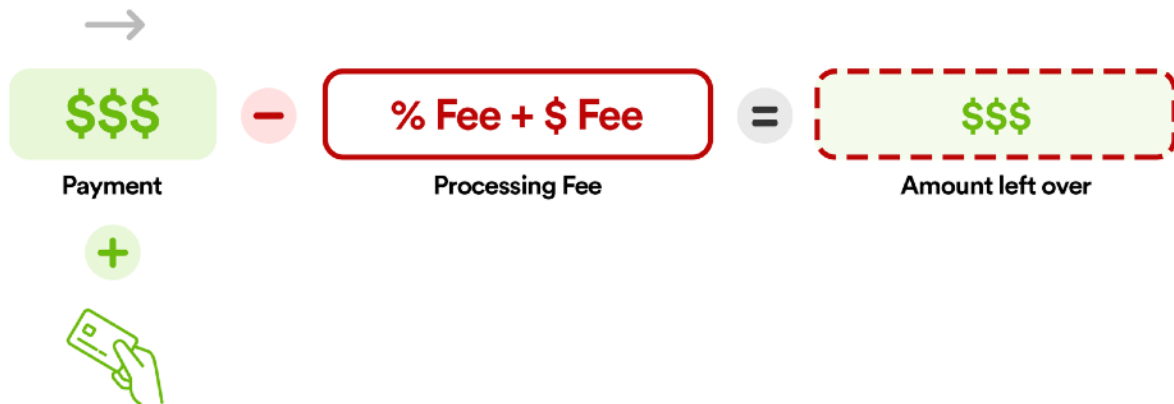 $$$ − % Fee + $ Fee = $$$
Payment Processing Fee Amount left over
+